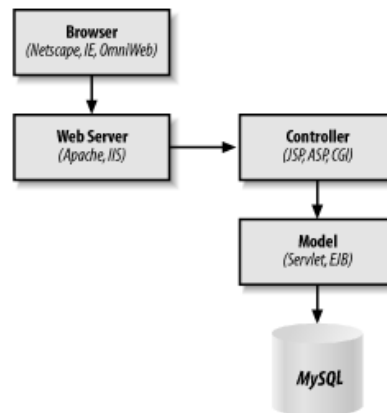 Browser
(Netscape, IE, OmniWeb)
Web Server
(Apache, IIS)
Controller
(JSP, ASP, CGI)
Model
(Servlet, EJB)
MySQL